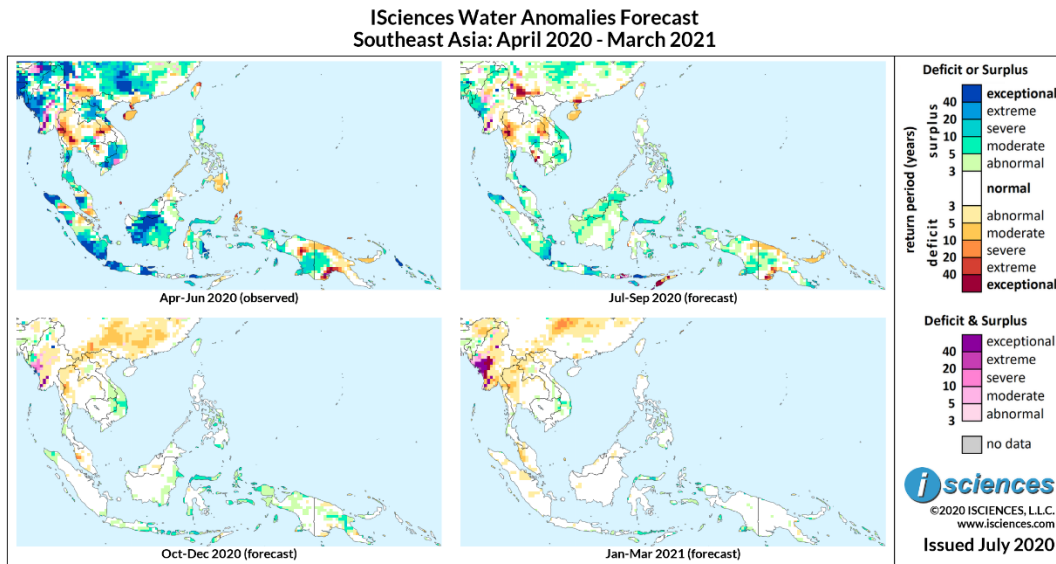 ISciences Water Anomalies Forecast
Southeast Asia: April 2020 - March 2021
Apr-Jun 2020 (observed)
Jul-Sep 2020 (forecast)
Oct-Dec 2020 (forecast)
Jan-Mar 2021 (forecast)
Deficit or Surplus
return period (years)
surplus
deficit
exceptional
40
extreme
20
severe
10
moderate
5
abnormal
3
normal
3
abnormal
5
moderate
10
severe
20
extreme
40
exceptional
Deficit & Surplus
exceptional
40
extreme
20
severe
10
moderate
5
abnormal
3
no data
i sciences
©2020 ISCIENCES, L.L.C.
www.isciences.com
Issued July 2020